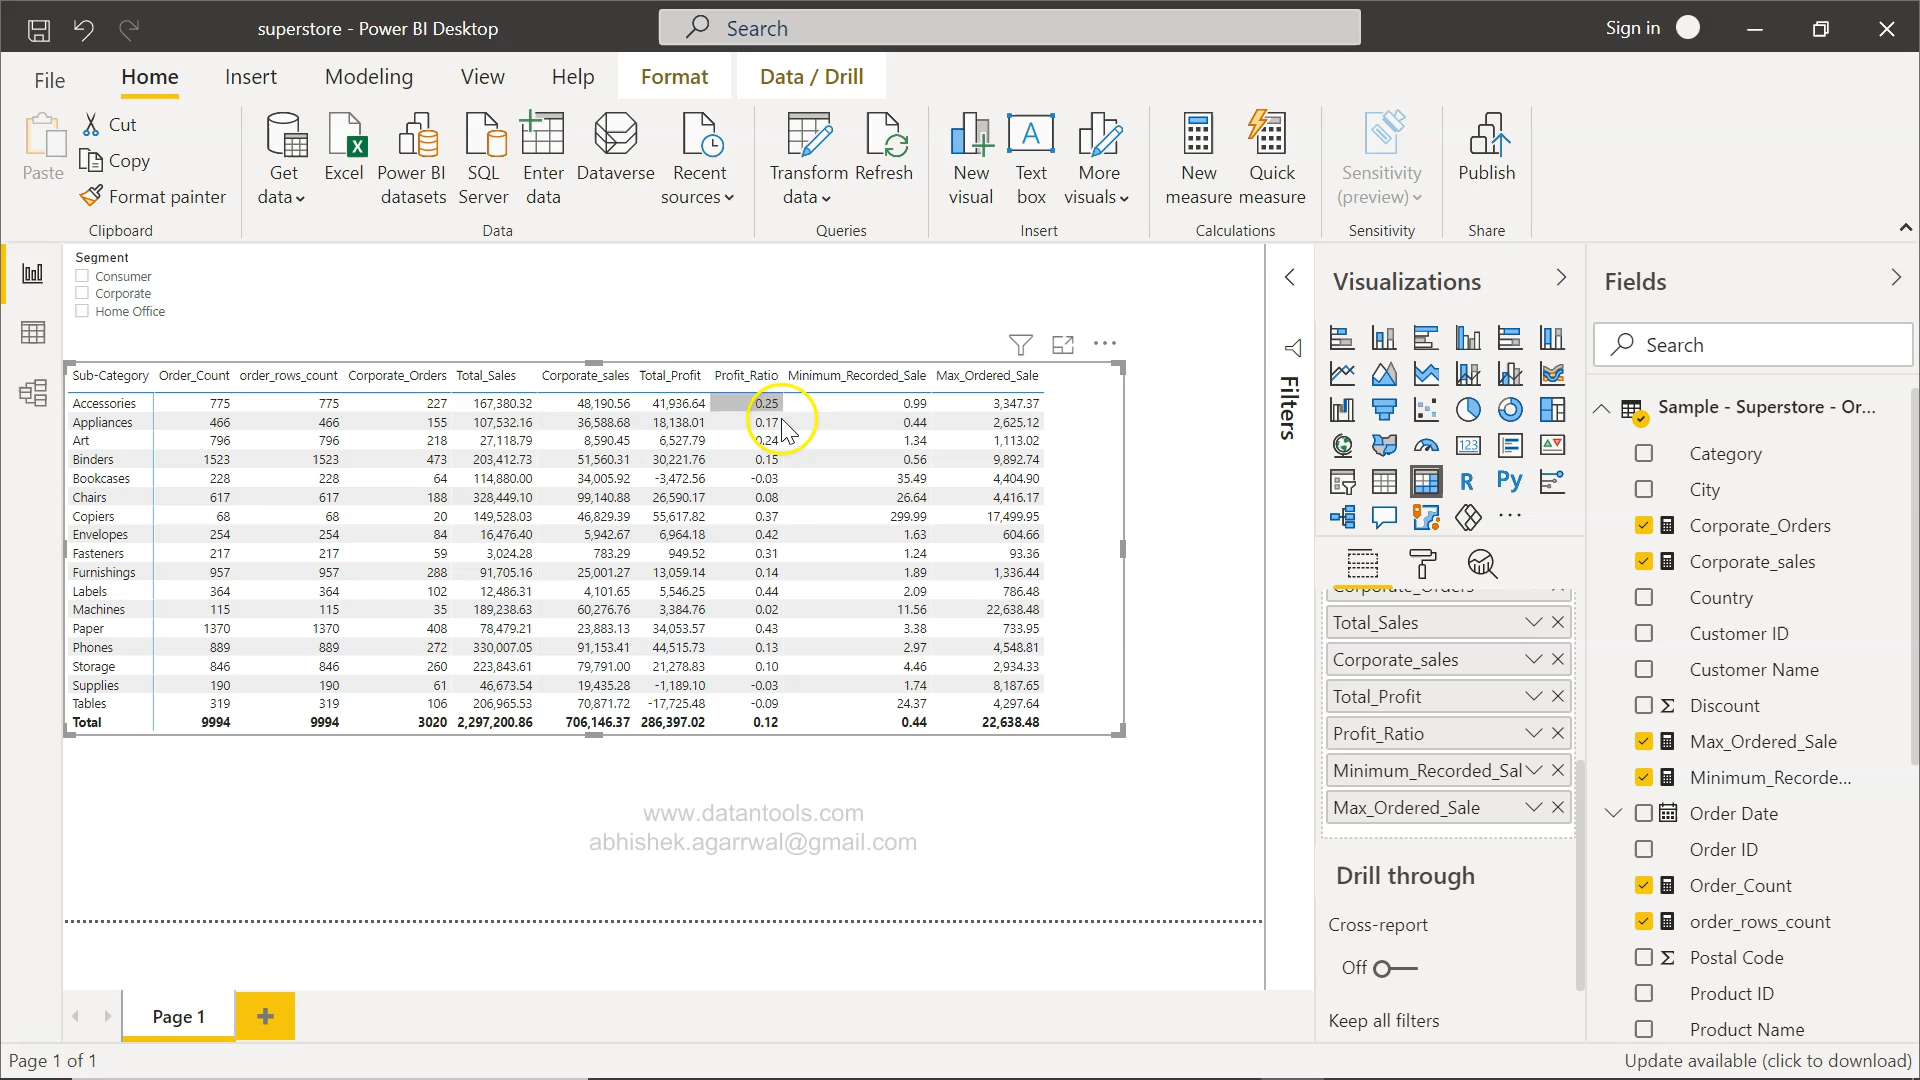 superstore - Power BI Desktop
Search
Sign in
File
Home
Insert
Modeling
View
Help
Format
Data / Drill
Paste
Cut
Copy
Format painter
Get data
Excel
Power BI datasets
SQL Server
Enter data
Dataverse
Recent sources
Transform data
Refresh
New visual
Text box
More visuals
New measure
Quick measure
Sensitivity (preview)
Publish
Clipboard
Data
Queries
Insert
Calculations
Sensitivity
Share
Segment
Consumer
Corporate
Home Office
Sub-Category Order_Count order_rows_count Corporate_Orders Total_Sales Corporate_sales Total_Profit Profit_Ratio Minimum_Recorded_Sale Max_Ordered_Sale
Accessories 775 775 227 167,380.32 48,190.56 41,936.64 0.25 0.99 3,347.37
Appliances 466 466 155 107,532.16 36,588.68 18,138.01 0.17 0.44 2,625.12
Art 796 796 218 27,118.79 8,590.45 6,527.79 0.24 1.34 1,113.02
Binders 1523 1523 473 203,412.73 51,560.31 30,221.76 0.15 0.56 9,892.74
Bookcases 228 228 64 114,880.00 34,005.92 -3,472.56 -0.03 35.49 4,404.90
Chairs 617 617 188 328,449.10 99,140.88 26,590.17 0.08 26.64 4,416.17
Copiers 68 68 20 149,528.03 46,829.39 55,617.82 0.37 299.99 17,499.95
Envelopes 254 254 84 16,476.40 5,942.67 6,964.18 0.42 1.63 604.66
Fasteners 217 217 59 3,024.28 783.29 949.52 0.31 1.24 93.36
Furnishings 957 957 288 91,705.16 25,001.27 13,059.14 0.14 1.89 1,336.44
Labels 364 364 102 12,486.31 4,101.65 5,546.25 0.44 2.09 786.48
Machines 115 115 35 189,238.63 60,276.76 3,384.76 0.02 11.56 22,638.48
Paper 1370 1370 408 78,479.21 23,883.13 34,053.57 0.43 3.38 733.95
Phones 889 889 272 330,007.05 91,153.41 44,515.73 0.13 2.97 4,548.81
Storage 846 846 260 223,843.61 79,791.00 21,278.83 0.10 4.46 2,934.33
Supplies 190 190 61 46,673.54 19,435.28 -1,189.10 -0.03 1.74 8,187.65
Tables 319 319 106 206,965.53 70,871.72 -17,725.48 -0.09 24.37 4,297.64
Total 9994 9994 3020 2,297,200.86 706,146.37 286,397.02 0.12 0.44 22,638.48
www.datantools.com
abhishek.agarrwal@gmail.com
Filters
Visualizations
R
Py
123
Total_Sales
Corporate_sales
Total_Profit
Profit_Ratio
Minimum_Recorded_Sal
Max_Ordered_Sale
Drill through
Cross-report
Off
Keep all filters
Fields
Search
Sample - Superstore - Or...
Category
City
Corporate_Orders
Corporate_sales
Country
Customer ID
Customer Name
Discount
Max_Ordered_Sale
Minimum_Recorde...
Order Date
Order ID
Order_Count
order_rows_count
Postal Code
Product ID
Product Name
Page 1
Page 1 of 1
Update available (click to download)